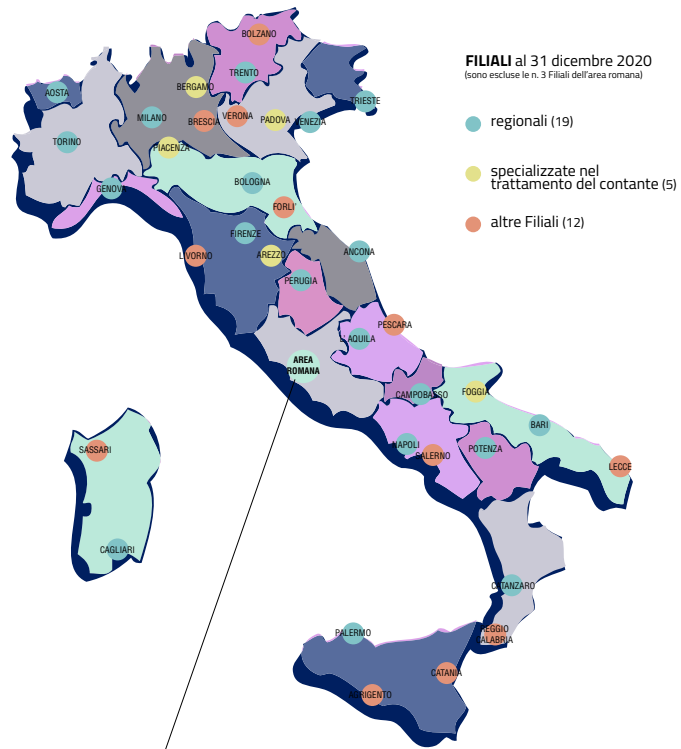 BOLZANO
TRENTO
BERGAMO
AOSTA
TRIESTE
MILANO
BRESCIA
VERONA
PADOVA
VENEZIA
TORINO
PIACENZA
GENOVA
BOLOGNA
FORLI'
FIRENZE
LIVORNO
AREZZO
ANCONA
PERUGIA
PESCARA
L'AQUILA
AREA
ROMANA
CAMPOBASSO
FOGGIA
BARI
NAPOLI
SALERNO
POTENZA
LECCE
SASSARI
CAGLIARI
CATANZARO
REGGIO
CALABRIA
PALERMO
CATANIA
AGRIGENTO
FILIALI al 31 dicembre 2020
(sono escluse le n. 3 Filiali dell'area romana)
regionali (19)
specializzate nel
trattamento del contante (5)
altre Filiali (12)